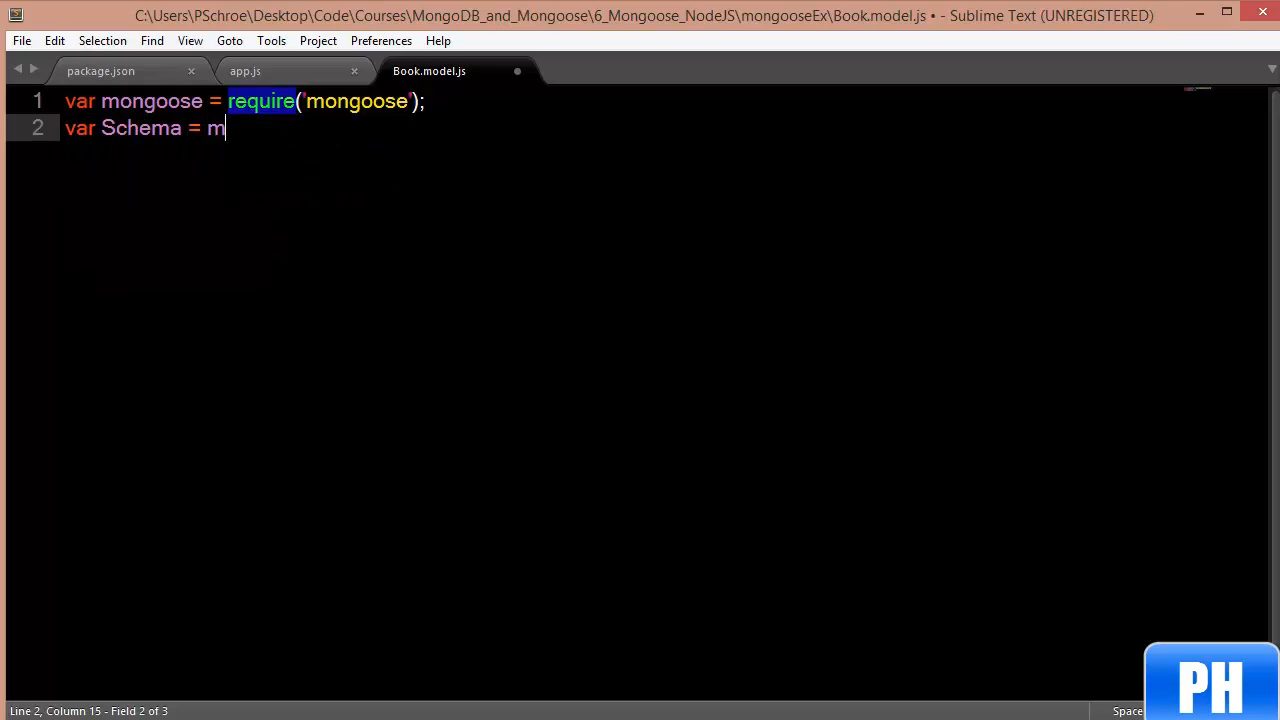 C:\Users\PSchroe\Desktop\Code\Courses\MongoDB_and_Mongoose\6_Mongoose_NodeJS\mongooseEx\Book.model.js • - Sublime Text (UNREGISTERED)
File Edit Selection Find View Goto Tools Project Preferences Help
package.json app.js Book.model.js
1 var mongoose = require('mongoose');
2 var Schema = m
PH
Line 2, Column 15 - Field 2 of 3 Space